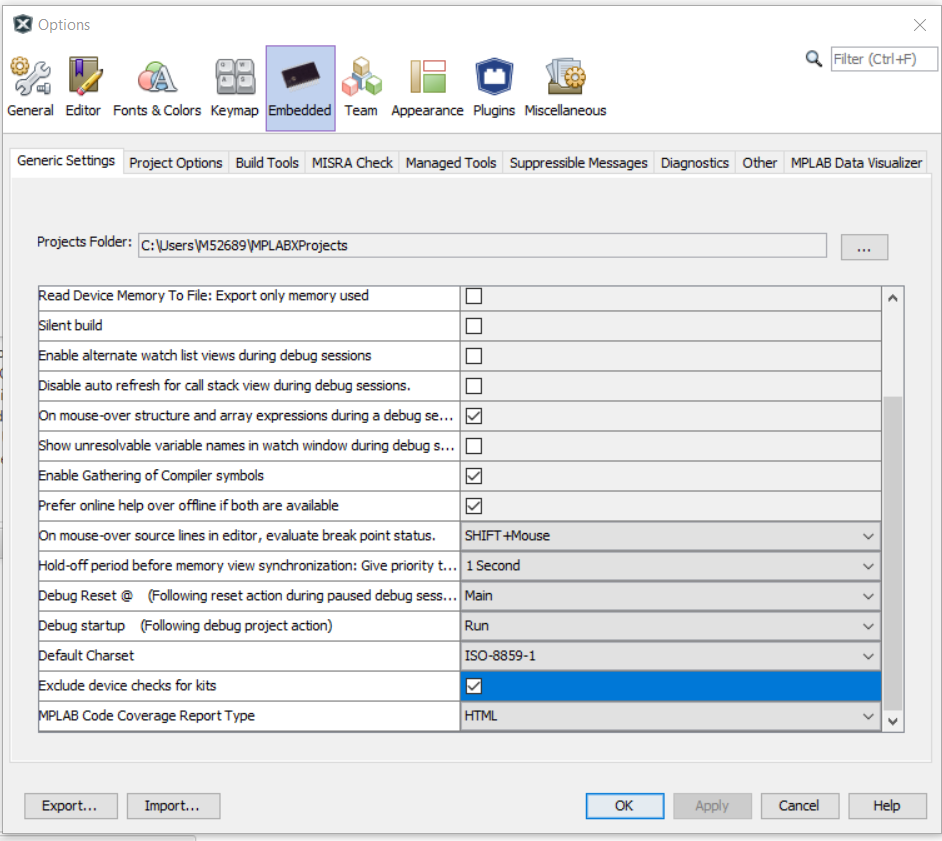 Options
Filter (Ctrl+F)
General Editor Fonts & Colors Keymap Embedded Team Appearance Plugins Miscellaneous
Generic Settings Project Options Build Tools MISRA Check Managed Tools Suppressible Messages Diagnostics Other MPLAB Data Visualizer
Projects Folder: C:\Users\M52689\MPLABXProjects ...
Read Device Memory To File: Export only memory used
Silent build
Enable alternate watch list views during debug sessions
Disable auto refresh for call stack view during debug sessions.
On mouse-over structure and array expressions during a debug se...
Show unresolvable variable names in watch window during debug s...
Enable Gathering of Compiler symbols
Prefer online help over offline if both are available
On mouse-over source lines in editor, evaluate break point status. SHIFT+Mouse
Hold-off period before memory view synchronization: Give priority t... 1 Second
Debug Reset @ (Following reset action during paused debug sess... Main
Debug startup (Following debug project action) Run
Default Charset ISO-8859-1
Exclude device checks for kits
MPLAB Code Coverage Report Type HTML
Export... Import... OK Apply Cancel Help